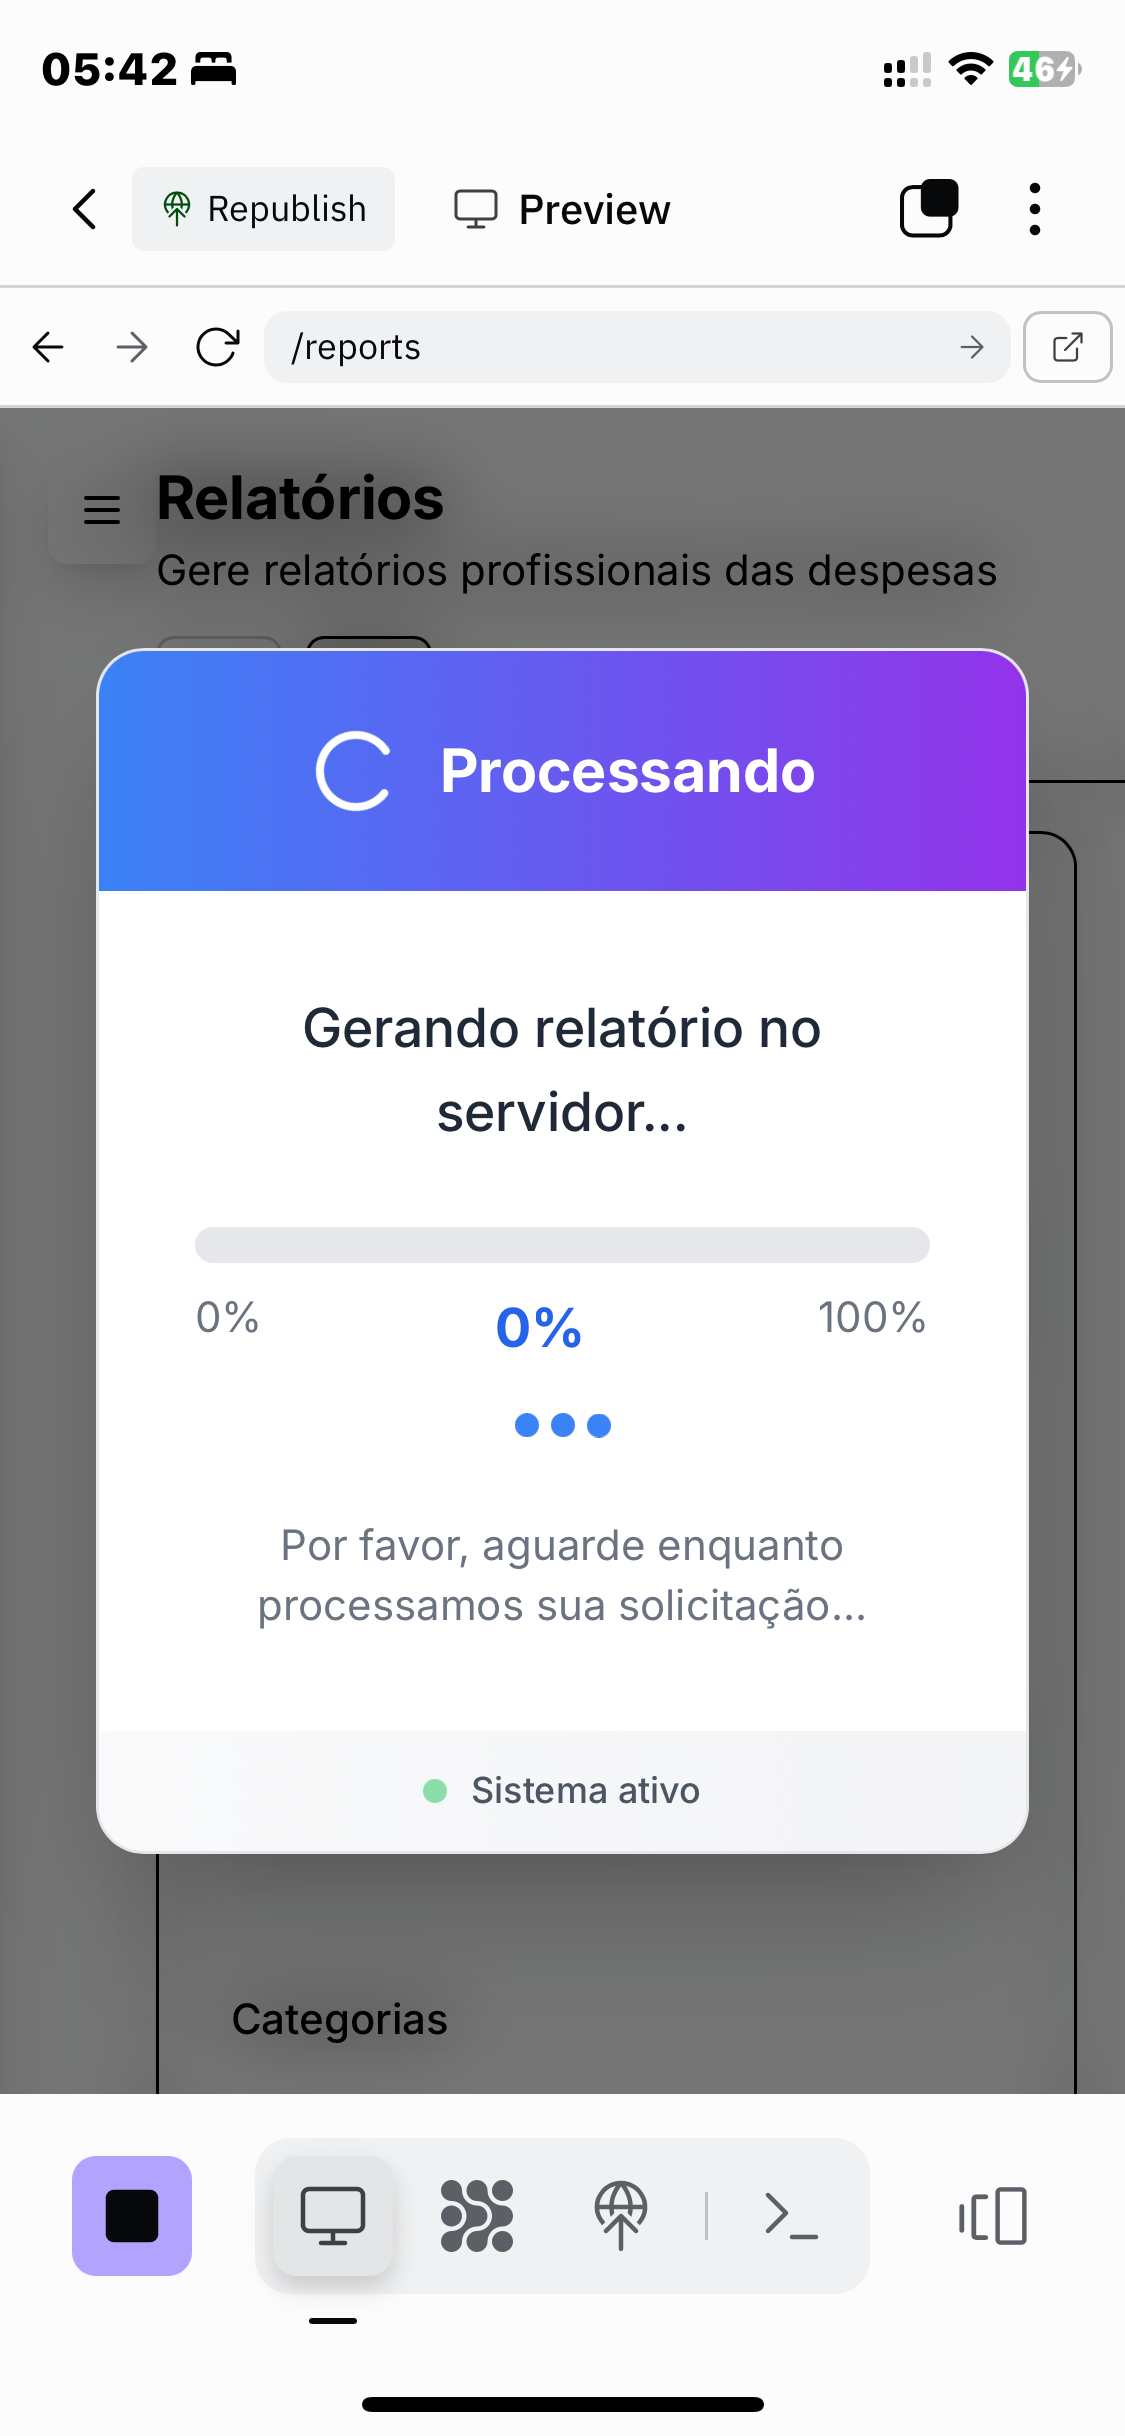 05:42
46
Republish
Preview
/reports
Relatórios
Gere relatórios profissionais das despesas
Processando
Gerando relatório no
servidor...
0%
0%
100%
Por favor, aguarde enquanto
processamos sua solicitação...
Sistema ativo
Categorias